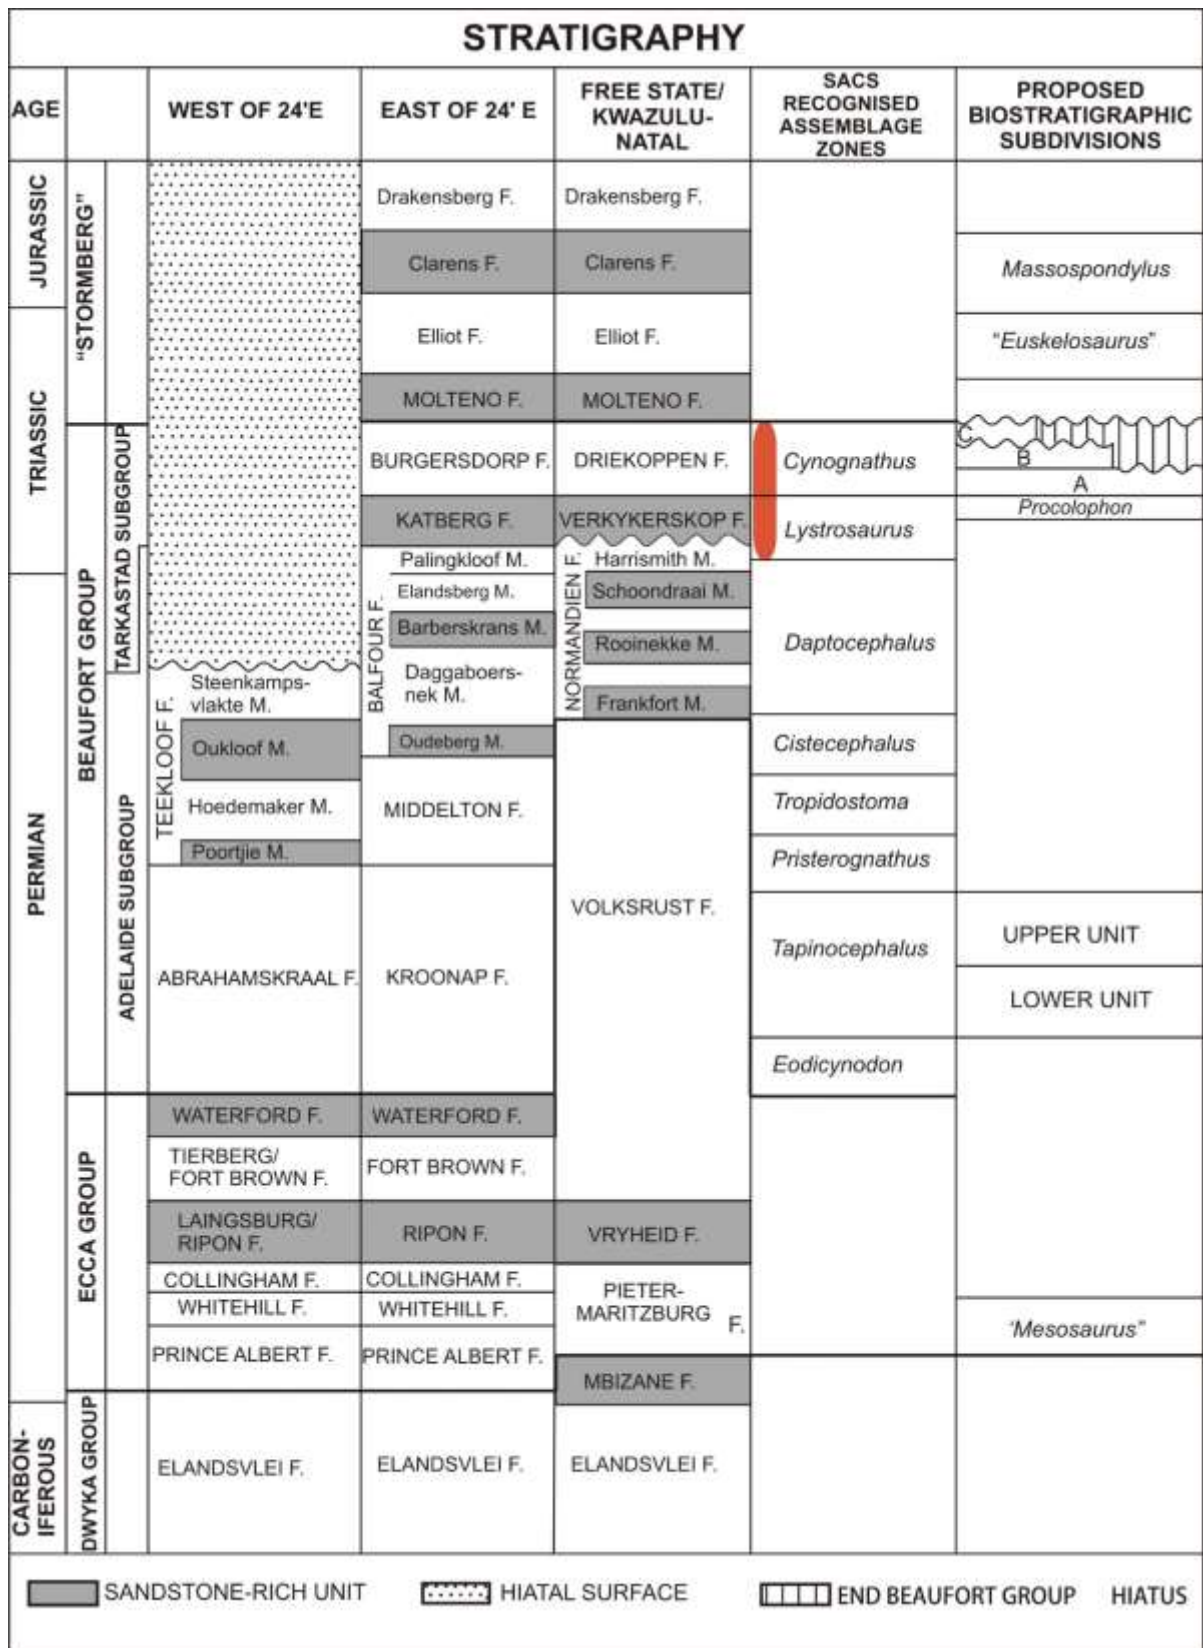 STRATIGRAPHY
AGE
WEST OF 24'E
EAST OF 24' E
FREE STATE/
KWAZULU-
NATAL
SACS
RECOGNISED
ASSEMBLAGE
ZONES
PROPOSED
BIOSTRATIGRAPHIC
SUBDIVISIONS
JURASSIC
TRIASSIC
PERMIAN
CARBON-
IFEROUS
"STORMBERG"
BEAUFORT GROUP
ECCA GROUP
DWYKA GROUP
TARKASTAD SUBGROUP
ADELAIDE SUBGROUP
Steenkamps-
vlakte M.
TEEKLOOF F.
Oukloof M.
Hoedemaker M.
Poortjie M.
ABRAHAMSKRAAL F.
WATERFORD F.
TIERBERG/
FORT BROWN F.
LAINGSBURG/
RIPON F.
COLLINGHAM F.
WHITEHILL F.
PRINCE ALBERT F.
ELANDSVLEI F.
Drakensberg F.
Clarens F.
Elliot F.
MOLTENO F.
BURGERSDORP F.
KATBERG F.
Palingkloof M.
BALFOUR F.
Elandsberg M.
Barberskrans M.
Daggaboers-
nek M.
Oudeberg M.
MIDDELTON F.
KROONAP F.
WATERFORD F.
FORT BROWN F.
RIPON F.
COLLINGHAM F.
WHITEHILL F.
PRINCE ALBERT F.
ELANDSVLEI F.
Drakensberg F.
Clarens F.
Elliot F.
MOLTENO F.
DRIEKOPPEN F.
VERKYKERSKOP F.
NORMANDIEN F.
Harrismith M.
Schoondraai M.
Rooinekke M.
Frankfort M.
VOLKSRUST F.
VRYHEID F.
PIETER-
MARITZBURG F.
MBIZANE F.
ELANDSVLEI F.
Cynognathus
Lystrosaurus
Daptocephalus
Cistecephalus
Tropidostoma
Pristerognathus
Tapinocephalus
Eodicynodon
Massospondylus
"Euskelosaurus"
C
B
A
Procolophon
UPPER UNIT
LOWER UNIT
'Mesosaurus"
SANDSTONE-RICH UNIT
HIATAL SURFACE
END BEAUFORT GROUP HIATUS